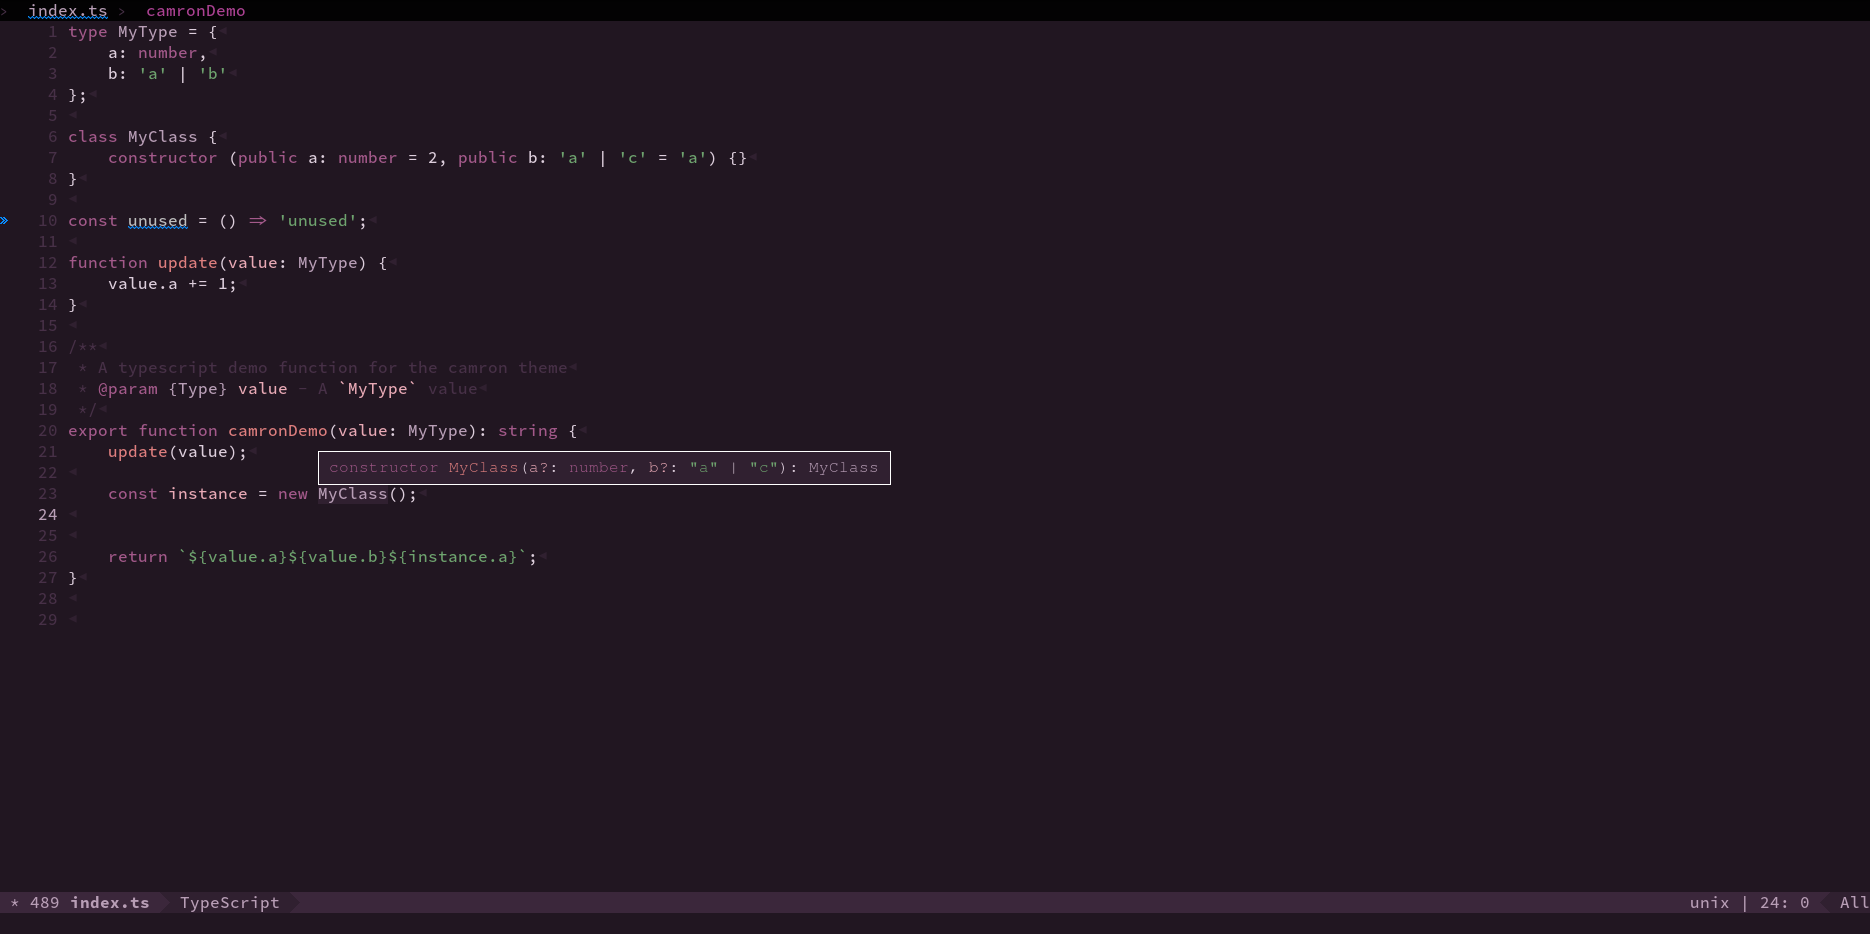 > index.ts > camronDemo
1 type MyType = {
2     a: number,
3     b: 'a' | 'b'
4 };
5
6 class MyClass {
7     constructor (public a: number = 2, public b: 'a' | 'c' = 'a') {}
8 }
9
» 10 const unused = () => 'unused';
11
12 function update(value: MyType) {
13     value.a += 1;
14 }
15
16 /**
17  * A typescript demo function for the camron theme
18  * @param {Type} value - A `MyType` value
19  */
20 export function camronDemo(value: MyType): string {
21     update(value);
constructor MyClass(a?: number, b?: "a" | "c"): MyClass
22
23     const instance = new MyClass();
24
25
26     return `${value.a}${value.b}${instance.a}`;
27 }
28
29
* 489 index.ts TypeScript unix | 24: 0 All